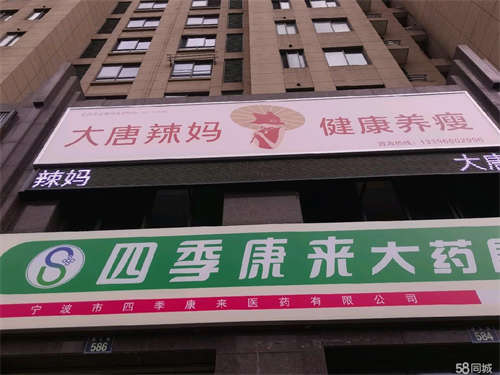 大唐辣妈 健康养瘦
辣妈 大唐
四季康来大药
宁波市四季康来医药有限公司
586
584
58同城